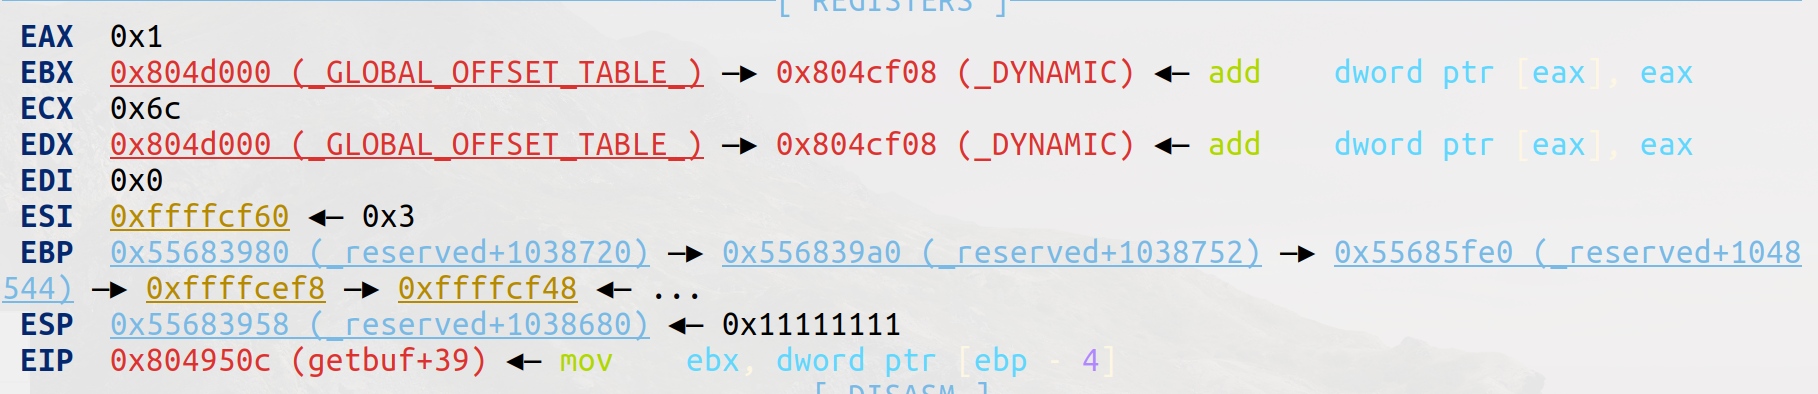 [ REGISTERS ]
EAX 0x1
EBX 0x804d000 (_GLOBAL_OFFSET_TABLE_) —▸ 0x804cf08 (_DYNAMIC) ◂— add dword ptr [eax], eax
ECX 0x6c
EDX 0x804d000 (_GLOBAL_OFFSET_TABLE_) —▸ 0x804cf08 (_DYNAMIC) ◂— add dword ptr [eax], eax
EDI 0x0
ESI 0xffffcf60 ◂— 0x3
EBP 0x55683980 (_reserved+1038720) —▸ 0x556839a0 (_reserved+1038752) —▸ 0x55685fe0 (_reserved+1048
544) —▸ 0xffffcef8 —▸ 0xffffcf48 ◂— ...
ESP 0x55683958 (_reserved+1038680) ◂— 0x11111111
EIP 0x804950c (getbuf+39) ◂— mov ebx, dword ptr [ebp - 4]
[ DISASM ]